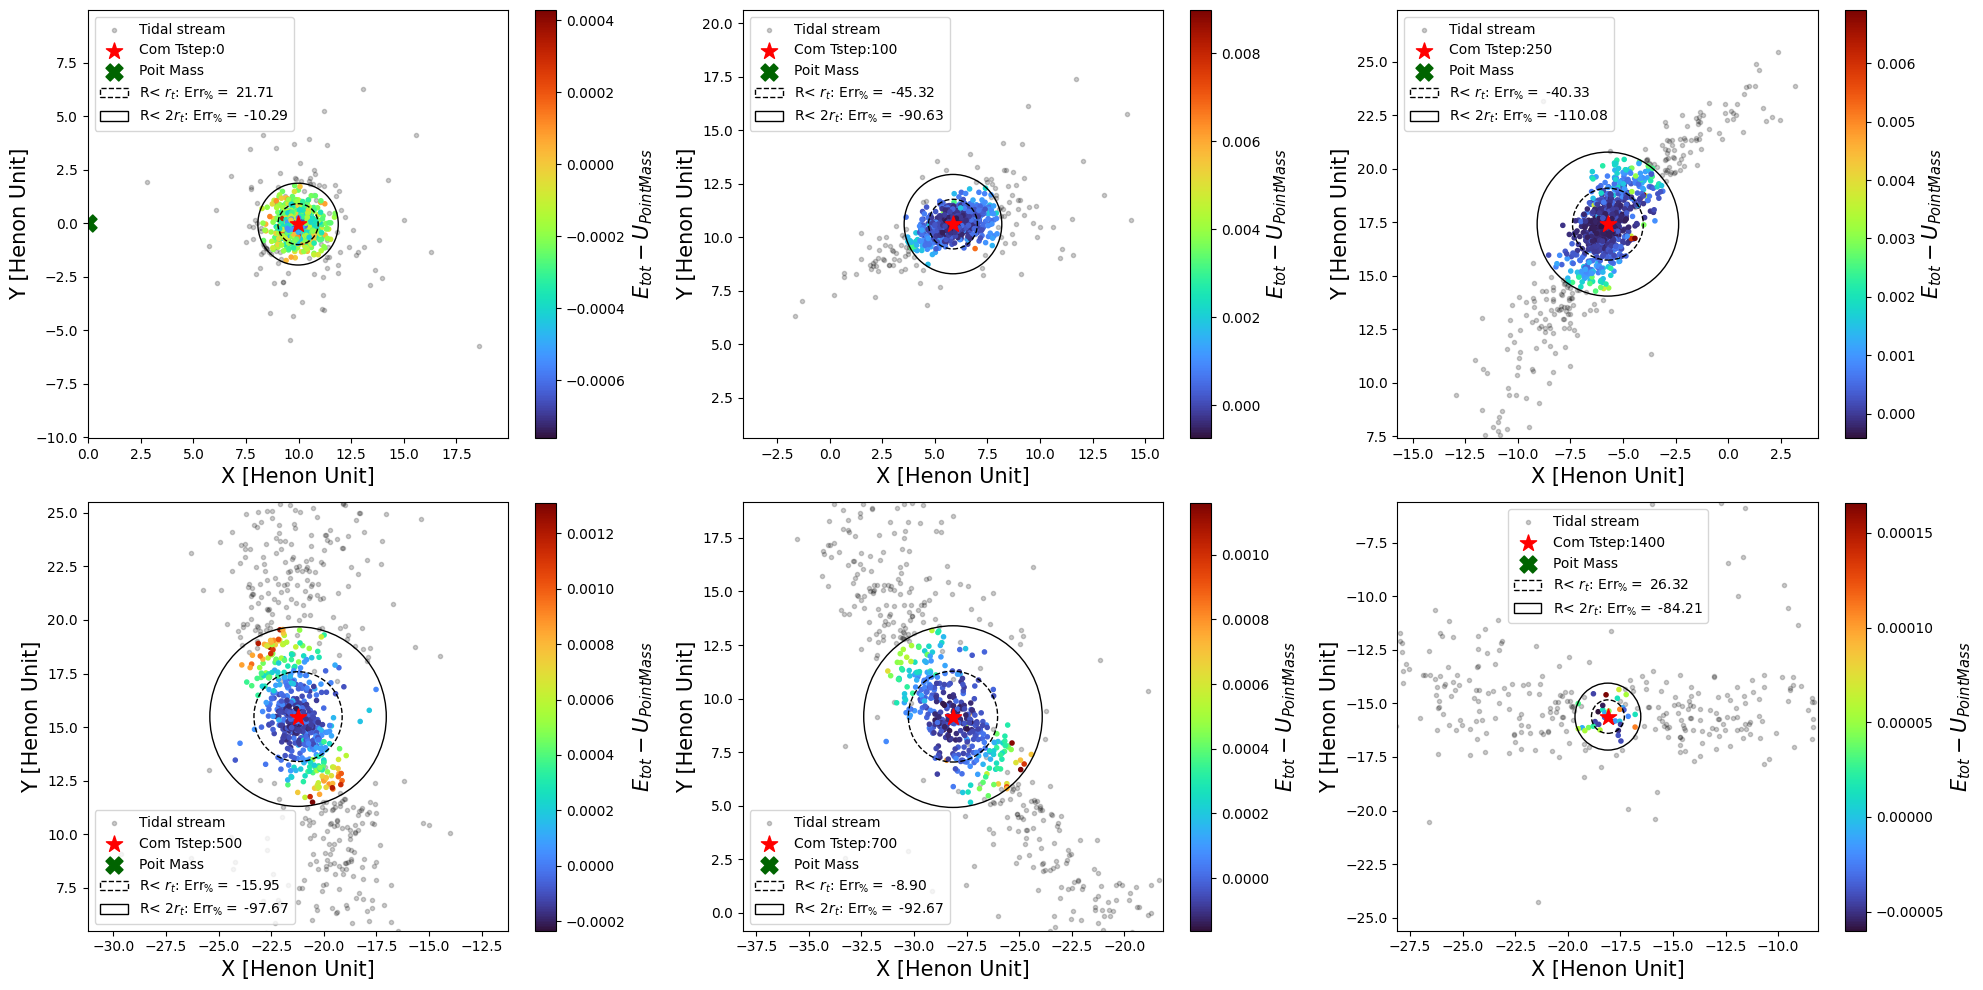 Tidal stream
Com Tstep:0
Poit Mass
R< r_t: Err_% = 21.71
R< 2r_t: Err_% = -10.29
7.5
5.0
2.5
0.0
−2.5
−5.0
−7.5
−10.0
Y [Henon Unit]
0.0 2.5 5.0 7.5 10.0 12.5 15.0 17.5
X [Henon Unit]
0.0004
0.0002
0.0000
−0.0002
−0.0004
−0.0006
E_tot − U_PointMass
Tidal stream
Com Tstep:100
Poit Mass
R< r_t: Err_% = -45.32
R< 2r_t: Err_% = -90.63
20.0
17.5
15.0
12.5
10.0
7.5
5.0
2.5
Y [Henon Unit]
−2.5 0.0 2.5 5.0 7.5 10.0 12.5 15.0
X [Henon Unit]
0.008
0.006
0.004
0.002
0.000
E_tot − U_PointMass
Tidal stream
Com Tstep:250
Poit Mass
R< r_t: Err_% = -40.33
R< 2r_t: Err_% = -110.08
25.0
22.5
20.0
17.5
15.0
12.5
10.0
7.5
Y [Henon Unit]
−15.0 −12.5 −10.0 −7.5 −5.0 −2.5 0.0 2.5
X [Henon Unit]
0.006
0.005
0.004
0.003
0.002
0.001
0.000
E_tot − U_PointMass
25.0
22.5
20.0
17.5
15.0
12.5
10.0
7.5
Y [Henon Unit]
Tidal stream
Com Tstep:500
Poit Mass
R< r_t: Err_% = -15.95
R< 2r_t: Err_% = -97.67
−30.0 −27.5 −25.0 −22.5 −20.0 −17.5 −15.0 −12.5
X [Henon Unit]
0.0012
0.0010
0.0008
0.0006
0.0004
0.0002
0.0000
−0.0002
E_tot − U_PointMass
17.5
15.0
12.5
10.0
7.5
5.0
2.5
0.0
Y [Henon Unit]
Tidal stream
Com Tstep:700
Poit Mass
R< r_t: Err_% = -8.90
R< 2r_t: Err_% = -92.67
−37.5 −35.0 −32.5 −30.0 −27.5 −25.0 −22.5 −20.0
X [Henon Unit]
0.0010
0.0008
0.0006
0.0004
0.0002
0.0000
E_tot − U_PointMass
Tidal stream
Com Tstep:1400
Poit Mass
R< r_t: Err_% = 26.32
R< 2r_t: Err_% = -84.21
−7.5
−10.0
−12.5
−15.0
−17.5
−20.0
−22.5
−25.0
Y [Henon Unit]
−27.5 −25.0 −22.5 −20.0 −17.5 −15.0 −12.5 −10.0
X [Henon Unit]
0.00015
0.00010
0.00005
0.00000
−0.00005
E_tot − U_PointMass